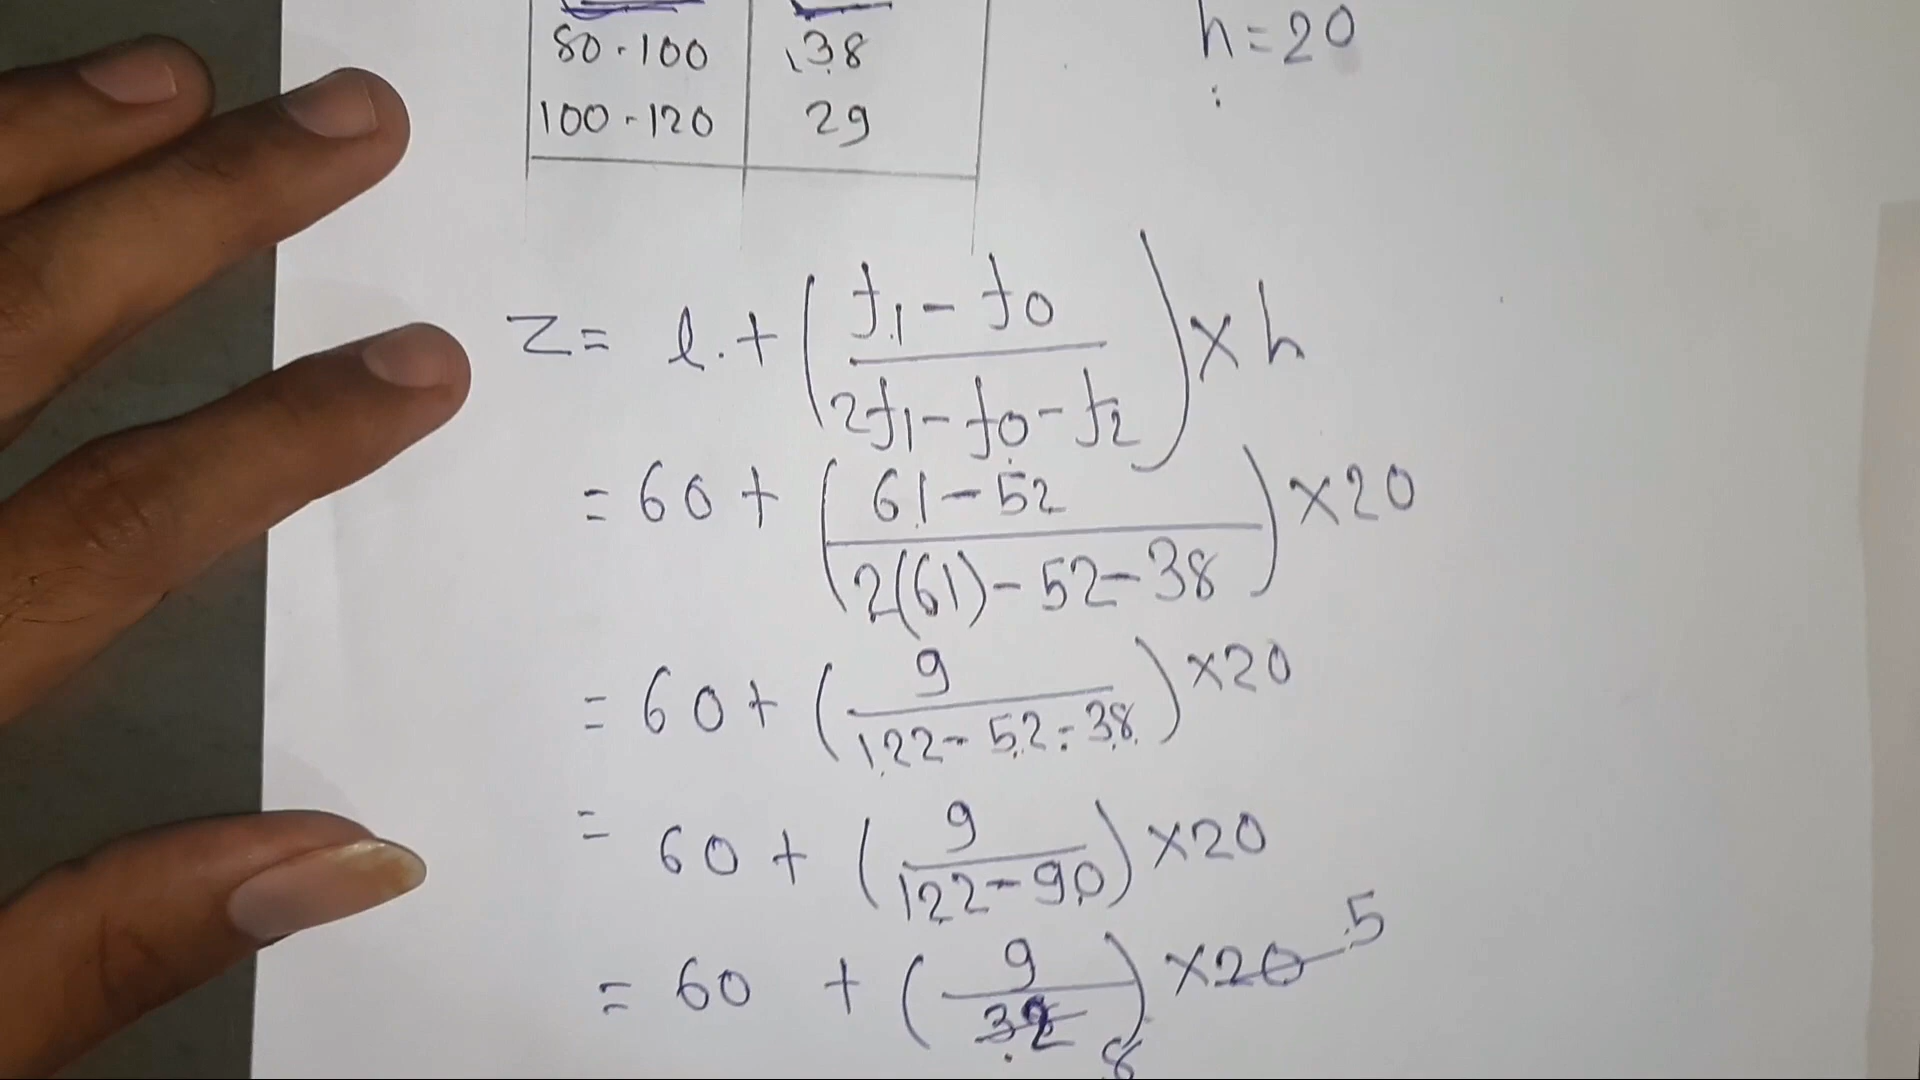 80-100 38
h=20
100-120 29
Z= l + (f1-f0 / 2f1-f0-f2) × h
= 60 + (61-52 / 2(61)-52-38) ×20
= 60 + (9 / 122-52-38) ×20
= 60 + (9 / 122-90) ×20
= 60 + (9 / 32) ×20 5
8